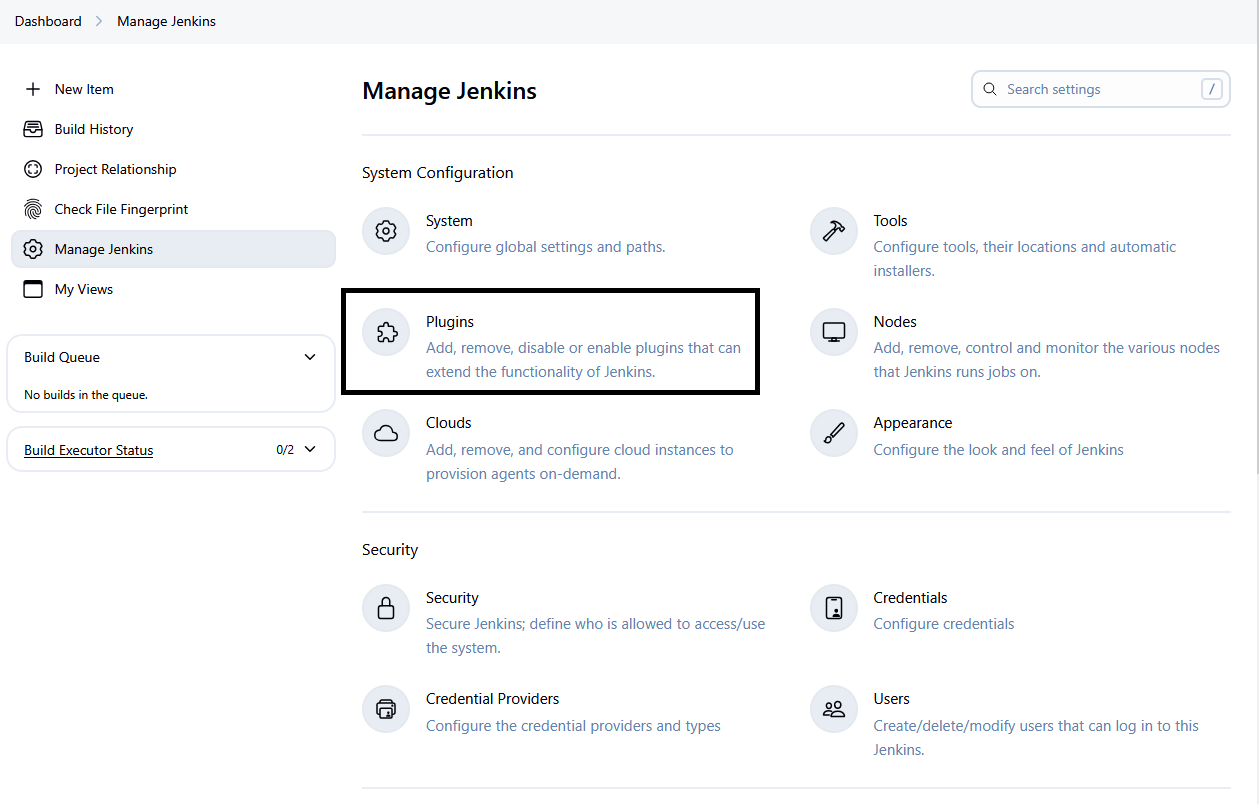 Dashboard > Manage Jenkins
New Item
Build History
Project Relationship
Check File Fingerprint
Manage Jenkins
My Views
Build Queue
No builds in the queue.
Build Executor Status 0/2
Manage Jenkins
Search settings /
System Configuration
System
Configure global settings and paths.
Tools
Configure tools, their locations and automatic
installers.
Plugins
Add, remove, disable or enable plugins that can
extend the functionality of Jenkins.
Nodes
Add, remove, control and monitor the various nodes
that Jenkins runs jobs on.
Clouds
Add, remove, and configure cloud instances to
provision agents on-demand.
Appearance
Configure the look and feel of Jenkins
Security
Security
Secure Jenkins; define who is allowed to access/use
the system.
Credentials
Configure credentials
Credential Providers
Configure the credential providers and types
Users
Create/delete/modify users that can log in to this
Jenkins.